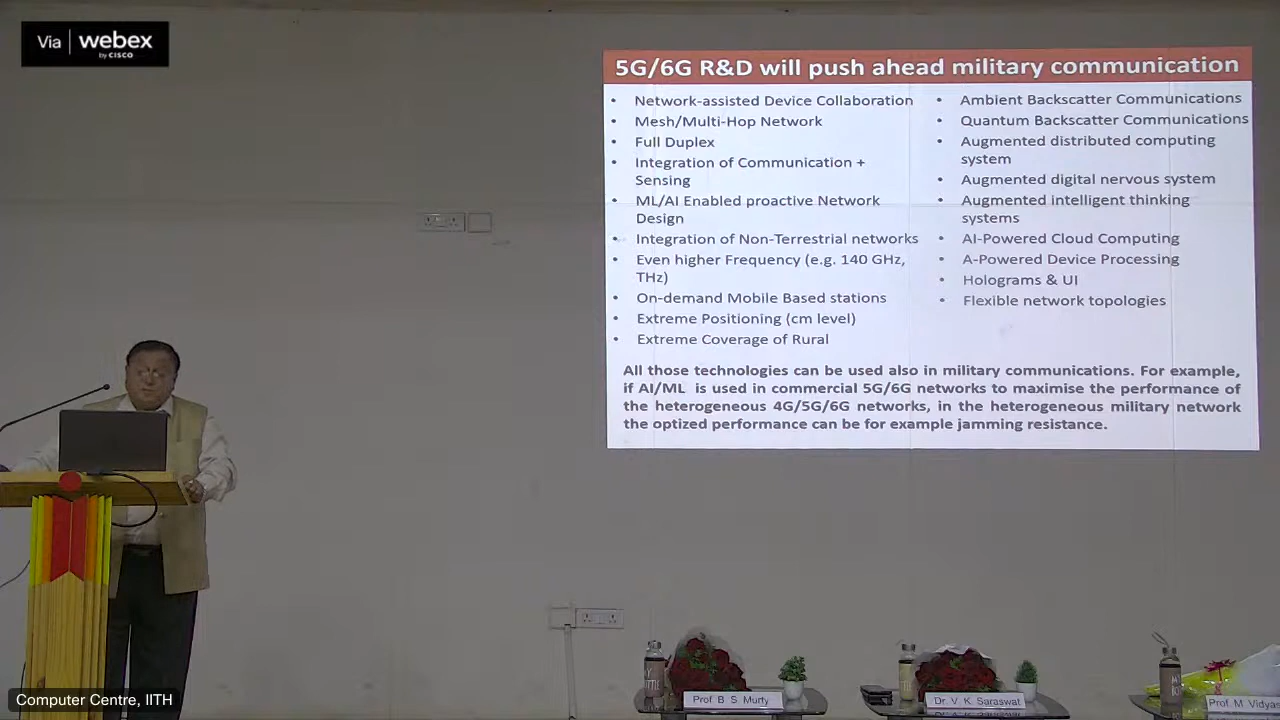 Via webex
by CISCO
5G/6G R&D will push ahead military communication
• Network-assisted Device Collaboration
• Mesh/Multi-Hop Network
• Full Duplex
• Integration of Communication +
Sensing
• ML/AI Enabled proactive Network
Design
• Integration of Non-Terrestrial networks
• Even higher Frequency (e.g. 140 GHz,
THz)
• On-demand Mobile Based stations
• Extreme Positioning (cm level)
• Extreme Coverage of Rural
• Ambient Backscatter Communications
• Quantum Backscatter Communications
• Augmented distributed computing
system
• Augmented digital nervous system
• Augmented intelligent thinking
systems
• AI-Powered Cloud Computing
• A-Powered Device Processing
• Holograms & UI
• Flexible network topologies
All those technologies can be used also in military communications. For example,
if AI/ML is used in commercial 5G/6G networks to maximise the performance of
the heterogeneous 4G/5G/6G networks, in the heterogeneous military network
the optized performance can be for example jamming resistance.
Prof. B. S. Murty
Dr. V. K. Saraswat
Prof. M. Vidyas
Computer Centre, IITH